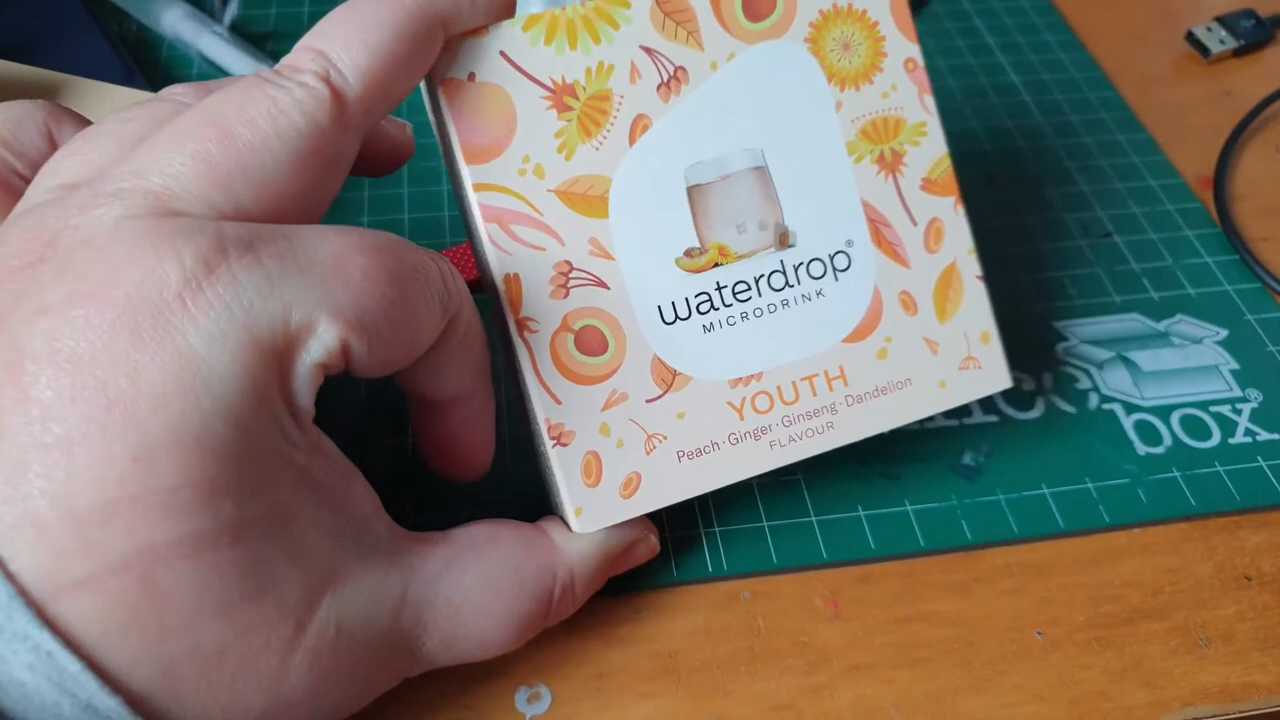 waterdrop®
MICRODRINK
YOUTH
Peach · Ginger · Ginseng · Dandelion
FLAVOUR
box®